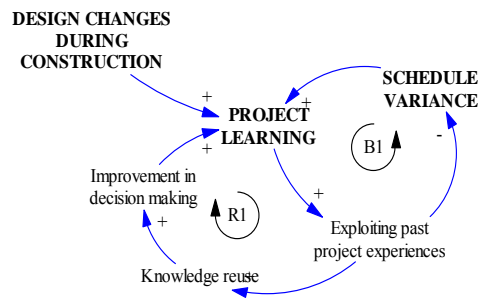 DESIGN CHANGES
DURING
CONSTRUCTION
SCHEDULE
VARIANCE
+
+
PROJECT
LEARNING
+
-
B1
Improvement in
decision making
+
R1
Exploiting past
project experiences
+
Knowledge reuse
+